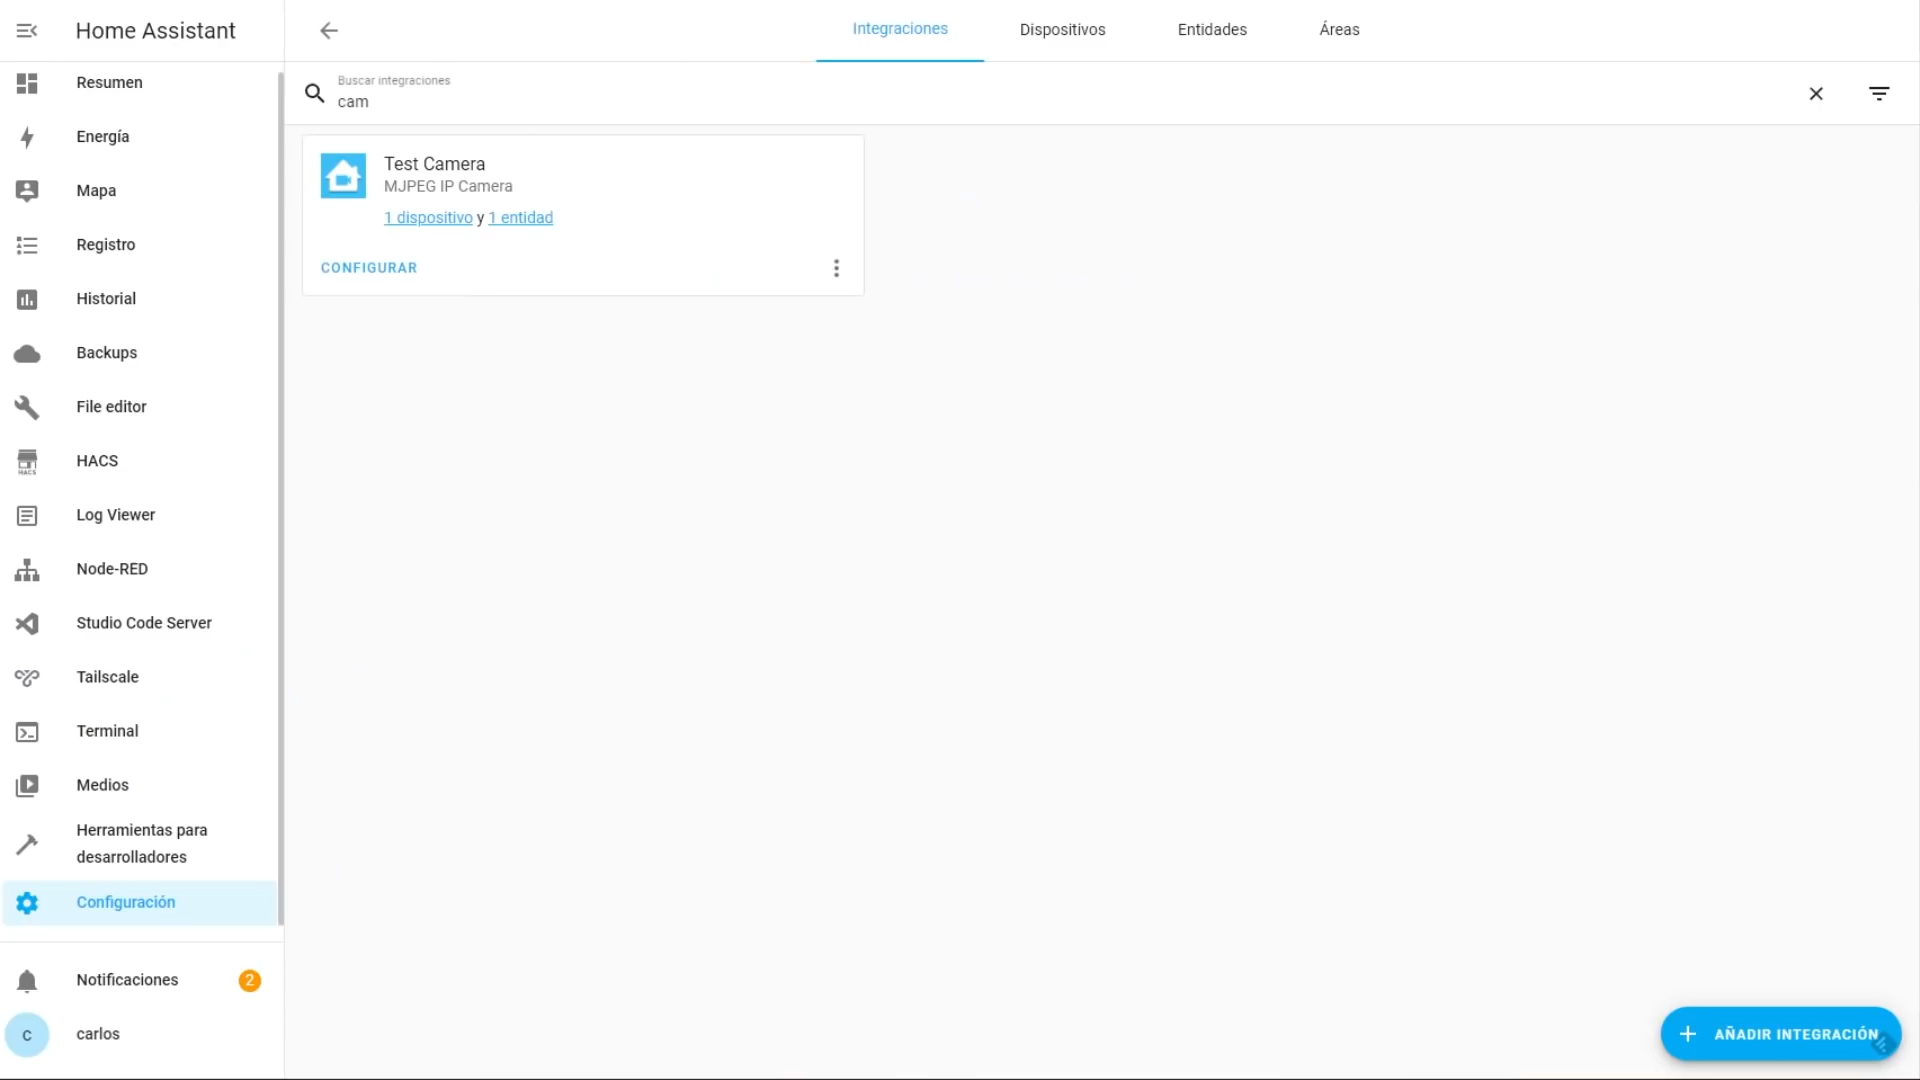 Home Assistant
Integraciones
Dispositivos
Entidades
Áreas
Buscar integraciones
cam
Resumen
Energía
Mapa
Registro
Historial
Backups
File editor
HACS
HACS
Log Viewer
Node-RED
Studio Code Server
Tailscale
Terminal
Medios
Herramientas para
desarrolladores
Configuración
Notificaciones
2
c
carlos
Test Camera
MJPEG IP Camera
1 dispositivo y 1 entidad
CONFIGURAR
AÑADIR INTEGRACIÓN